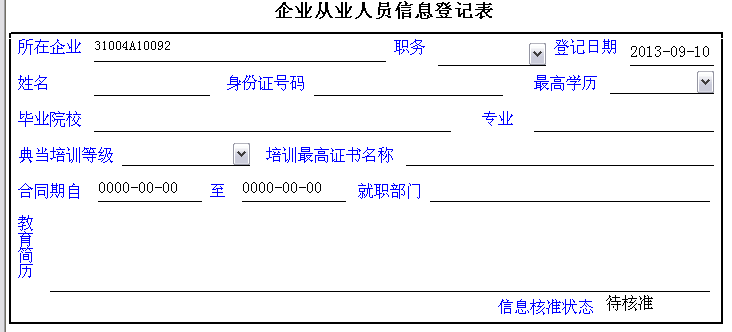 企业从业人员信息登记表
所在企业 31004A10092 职务 登记日期 2013-09-10
姓名 身份证号码 最高学历
毕业院校 专业
典当培训等级 培训最高证书名称
合同期自 0000-00-00 至 0000-00-00 就职部门
教育简历
信息核准状态 待核准